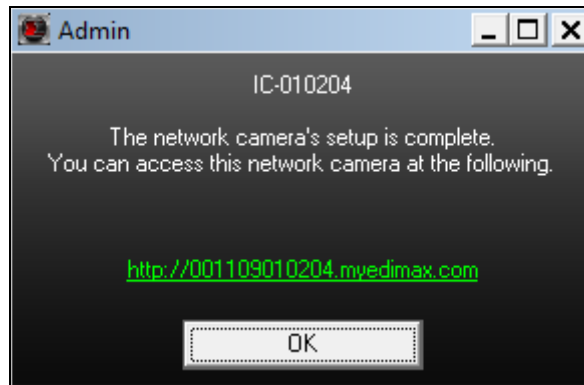 Admin
IC-010204
The network camera's setup is complete.
You can access this network camera at the following.
http://001109010204.myedimax.com
OK